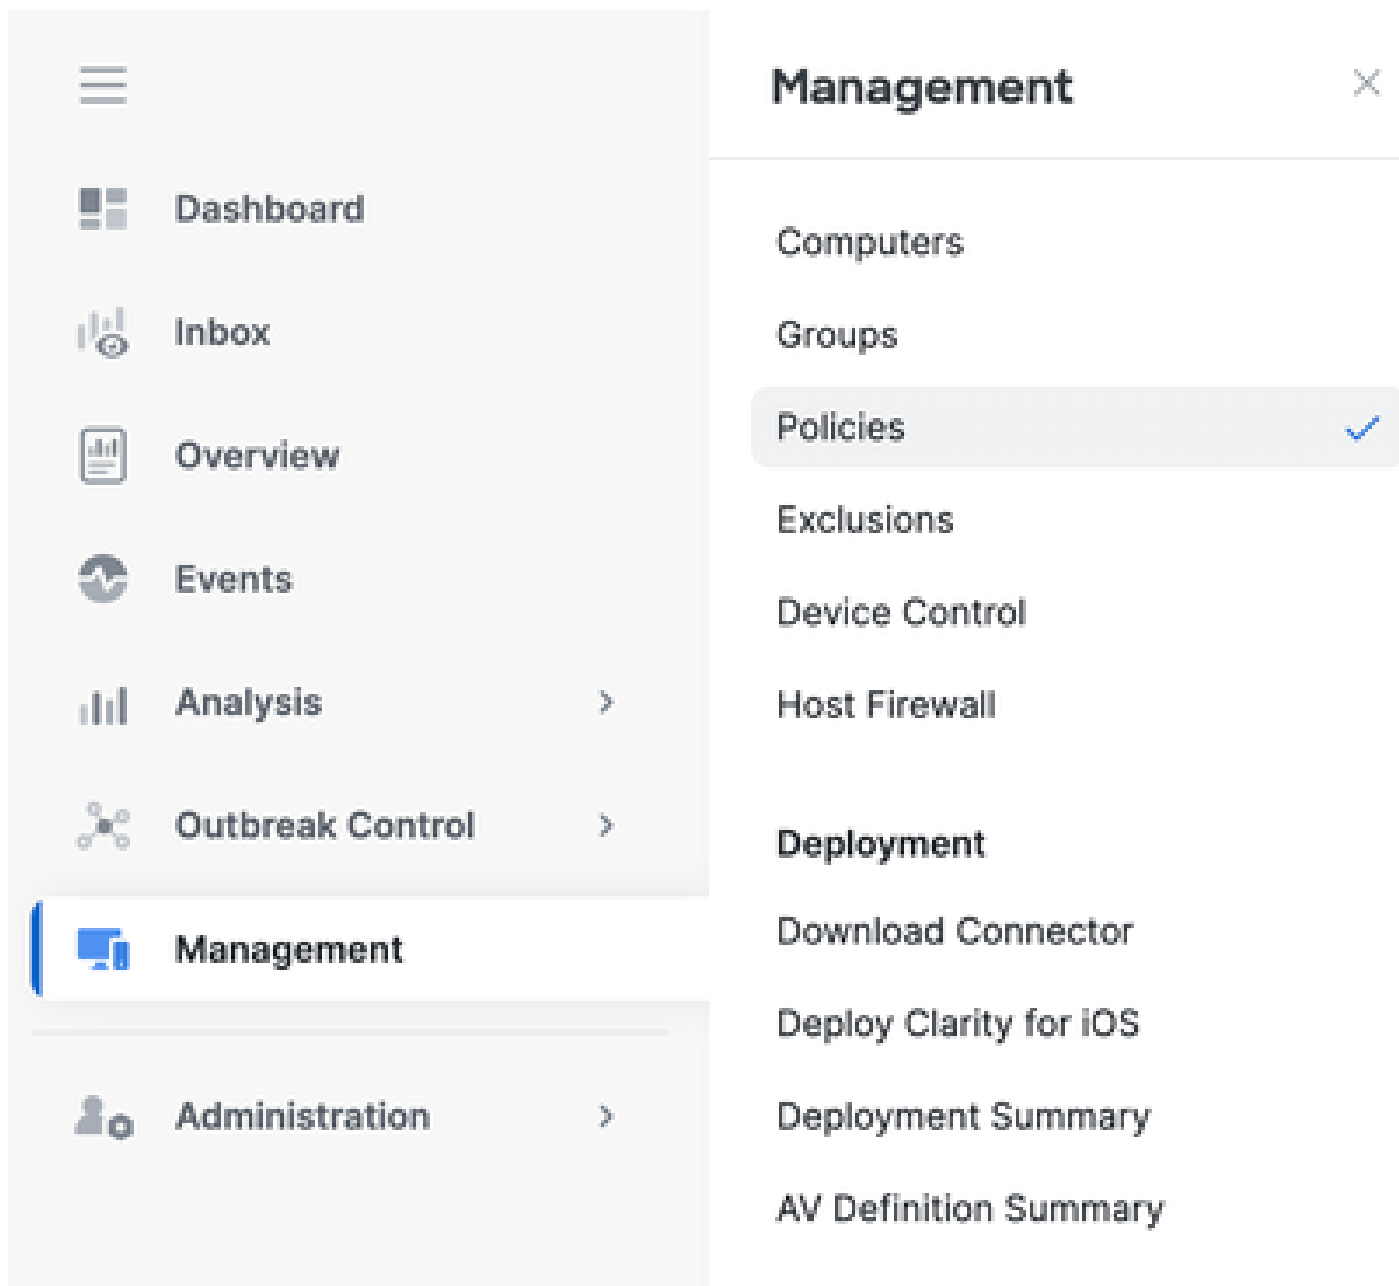 Dashboard
Inbox
Overview
Events
Analysis
Outbreak Control
Management
Administration
Management
Computers
Groups
Policies
Exclusions
Device Control
Host Firewall
Deployment
Download Connector
Deploy Clarity for iOS
Deployment Summary
AV Definition Summary